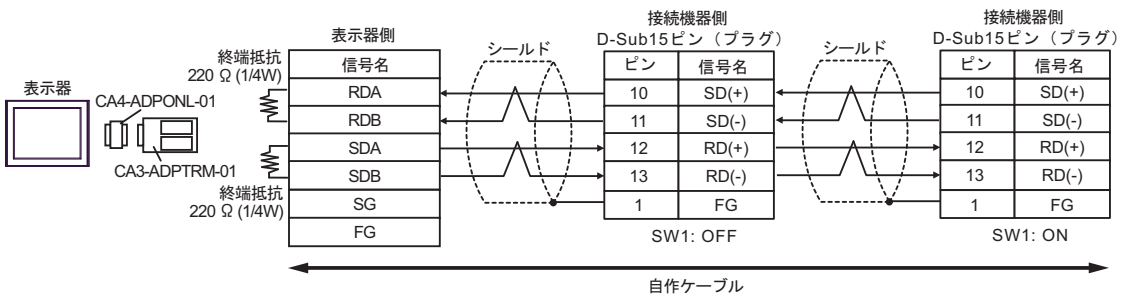 表示器
CA4-ADPONL-01
CA3-ADPTRM-01
終端抵抗
220 Ω (1/4W)
終端抵抗
220 Ω (1/4W)
表示器側
信号名
RDA
RDB
SDA
SDB
SG
FG
シールド
接続機器側
D-Sub15ピン（プラグ）
ピン 信号名
10 SD(+)
11 SD(-)
12 RD(+)
13 RD(-)
1 FG
SW1: OFF
シールド
接続機器側
D-Sub15ピン（プラグ）
ピン 信号名
10 SD(+)
11 SD(-)
12 RD(+)
13 RD(-)
1 FG
SW1: ON
自作ケーブル